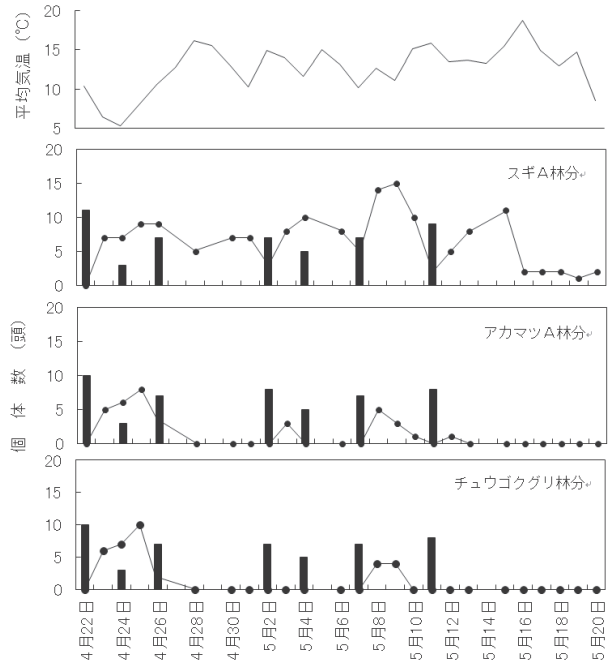 平均気温（℃）
20
15
10
5
スギＡ林分
20
15
10
5
0
個体数（頭）
アカマツＡ林分
20
15
10
5
0
チュウゴクグリ林分
20
15
10
5
0
4月22日
4月24日
4月26日
4月28日
4月30日
5月2日
5月4日
5月6日
5月8日
5月10日
5月12日
5月14日
5月16日
5月18日
5月20日